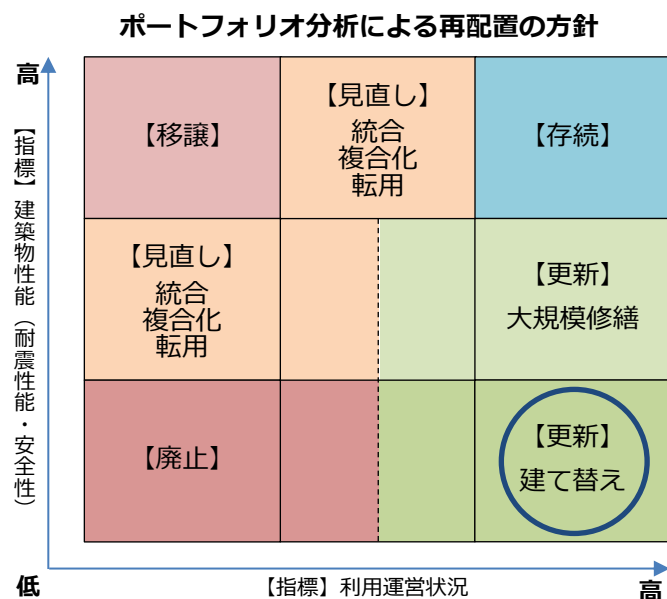 ポートフォリオ分析による再配置の方針
高
【指標】建築物性能（耐震性能・安全性）
【移譲】
【見直し】
統合
複合化
転用
【存続】
【見直し】
統合
複合化
転用
【更新】
大規模修繕
【廃止】
【更新】
建て替え
低
【指標】利用運営状況
高